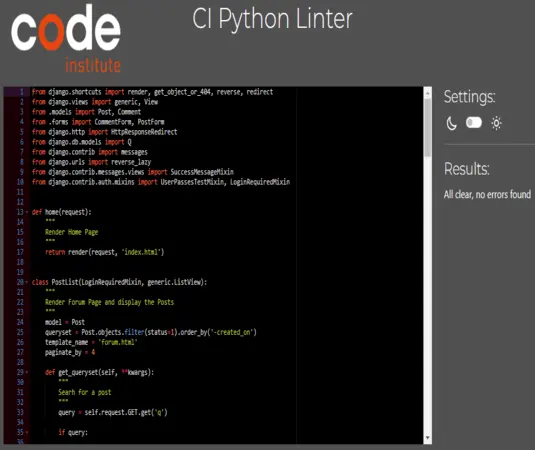 code
institute
CI Python Linter
1 from django.shortcuts import render, get_object_or_404, reverse, redirect
2 from django.views import generic, View
3 from .models import Post, Comment
4 from .forms import CommentForm, PostForm
5 from django.http import HttpResponseRedirect
6 from django.db.models import Q
7 from django.contrib import messages
8 from django.urls import reverse_lazy
9 from django.contrib.messages.views import SuccessMessageMixin
10 from django.contrib.auth.mixins import UserPassesTestMixin, LoginRequiredMixin
11
12
13 def home(request):
14 """
15 Render Home Page
16 """
17 return render(request, 'index.html')
18
19
20 class PostList(LoginRequiredMixin, generic.ListView):
21 """
22 Render Forum Page and display the Posts
23 """
24 model = Post
25 queryset = Post.objects.filter(status=1).order_by('-created_on')
26 template_name = 'forum.html'
27 paginate_by = 4
28
29 def get_queryset(self, **kwargs):
30 """
31 Searh for a post
32 """
33 query = self.request.GET.get('q')
34
35 if query:
36
Settings:
Results:
All clear, no errors found